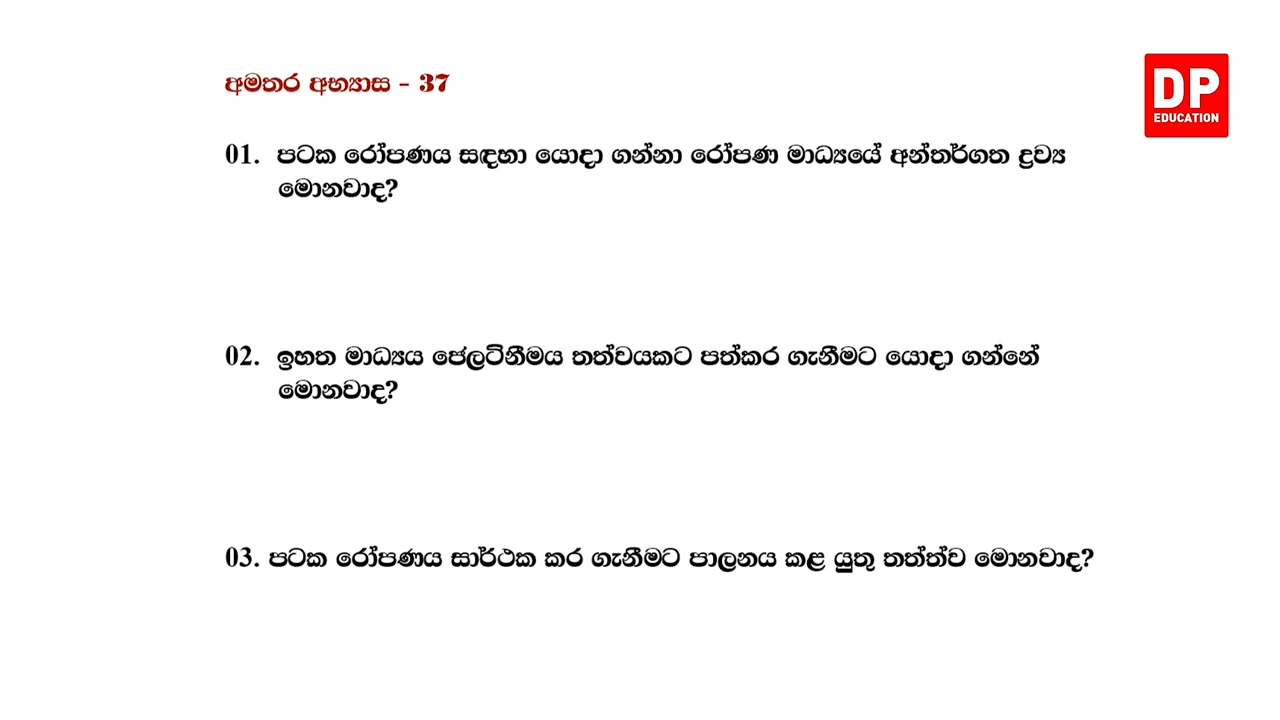 අමතර අභ්‍යාස - 37
DP
EDUCATION
01. පටක රෝපණය සඳහා යොදා ගන්නා රෝපණ මාධ්‍යයේ අන්තර්ගත ද්‍රව්‍ය
මොනවාද?
02. ඉහත මාධ්‍යය ජෙලටිනීමය තත්වයකට පත්කර ගැනීමට යොදා ගන්නේ
මොනවාද?
03. පටක රෝපණය සාර්ථක කර ගැනීමට පාලනය කළ යුතු තත්ත්ව මොනවාද?